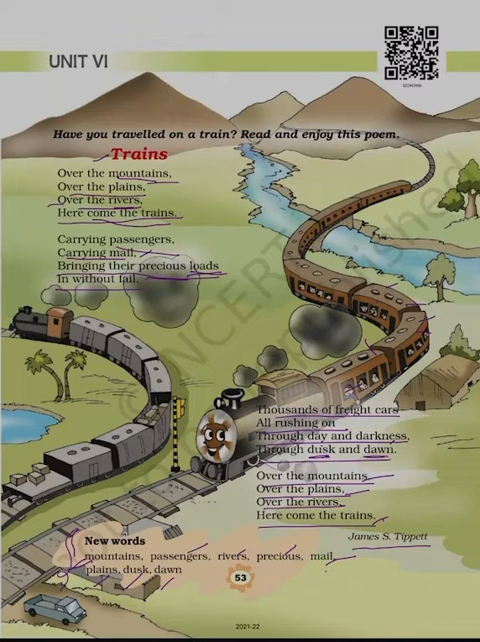 UNIT VI
Have you travelled on a train? Read and enjoy this poem.
Trains
Over the mountains,
Over the plains,
Over the rivers,
Here come the trains.
Carrying passengers,
Carrying mail,
Bringing their precious loads
In without fail.
Thousands of freight cars
All rushing on
Through day and darkness,
Through dusk and dawn.
Over the mountains,
Over the plains,
Over the rivers,
Here come the trains.
James S. Tippett
New words
mountains, passengers, rivers, precious, mail,
plains, dusk, dawn
53
2021-22